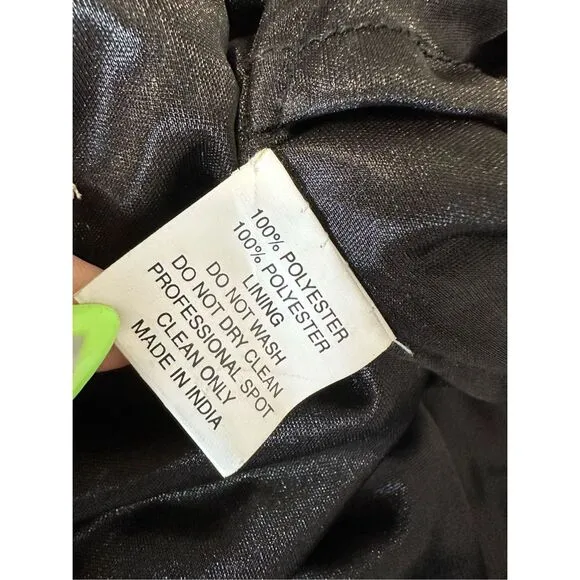 100% POLYESTER
100% POLYESTER
LINING
DO NOT WASH
DO NOT DRY CLEAN
PROFESSIONAL SPOT
CLEAN ONLY
MADE IN INDIA